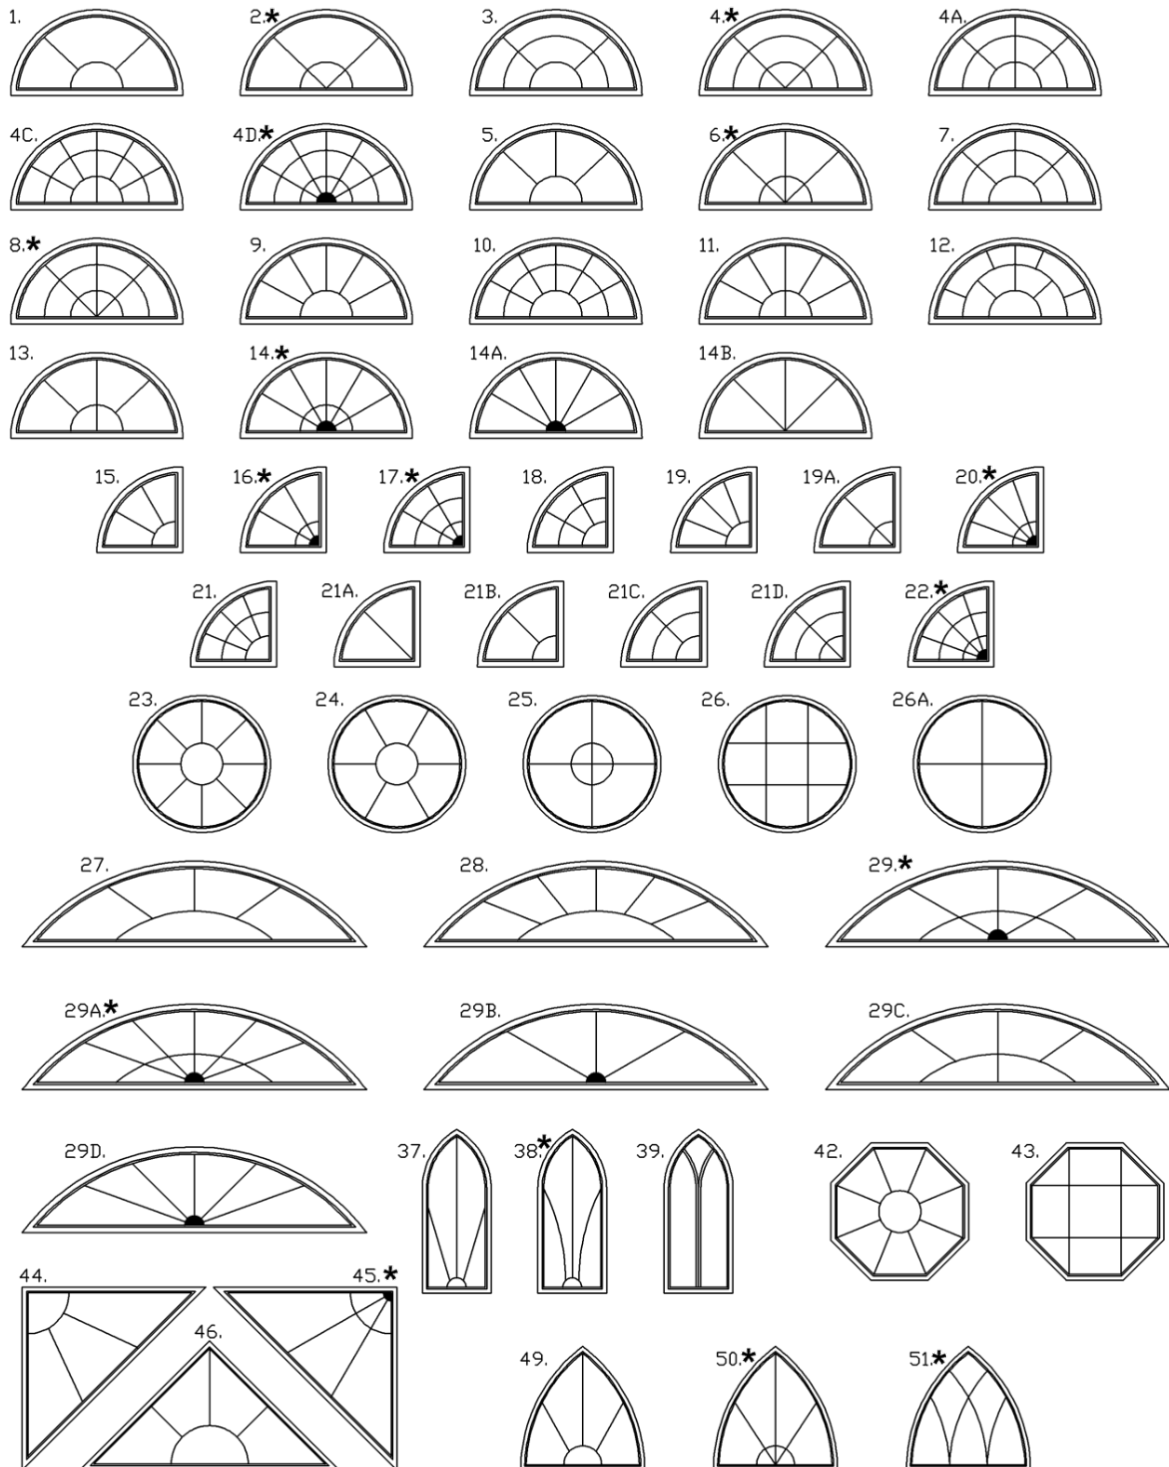 1. 2.* 3. 4.* 4A.
4C. 4D.* 5. 6.* 7.
8.* 9. 10. 11. 12.
13. 14.* 14A. 14B.
15. 16.* 17.* 18. 19. 19A. 20.*
21. 21A. 21B. 21C. 21D. 22.*
23. 24. 25. 26. 26A.
27. 28. 29.*
29A.* 29B. 29C.
29D. 37. 38.* 39. 42. 43.
44. 45.*
46. 49. 50.* 51.*